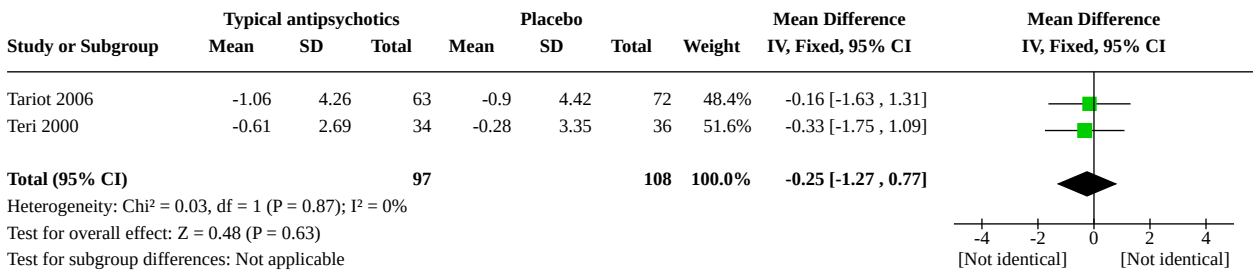 Typical antipsychotics Placebo Mean Difference Mean Difference
Study or Subgroup Mean SD Total Mean SD Total Weight IV, Fixed, 95% CI IV, Fixed, 95% CI
Tariot 2006 -1.06 4.26 63 -0.9 4.42 72 48.4% -0.16 [-1.63 , 1.31]
Teri 2000 -0.61 2.69 34 -0.28 3.35 36 51.6% -0.33 [-1.75 , 1.09]
Total (95% CI) 97 108 100.0% -0.25 [-1.27 , 0.77]
Heterogeneity: Chi² = 0.03, df = 1 (P = 0.87); I² = 0%
Test for overall effect: Z = 0.48 (P = 0.63)
Test for subgroup differences: Not applicable
-4 -2 0 2 4
[Not identical] [Not identical]